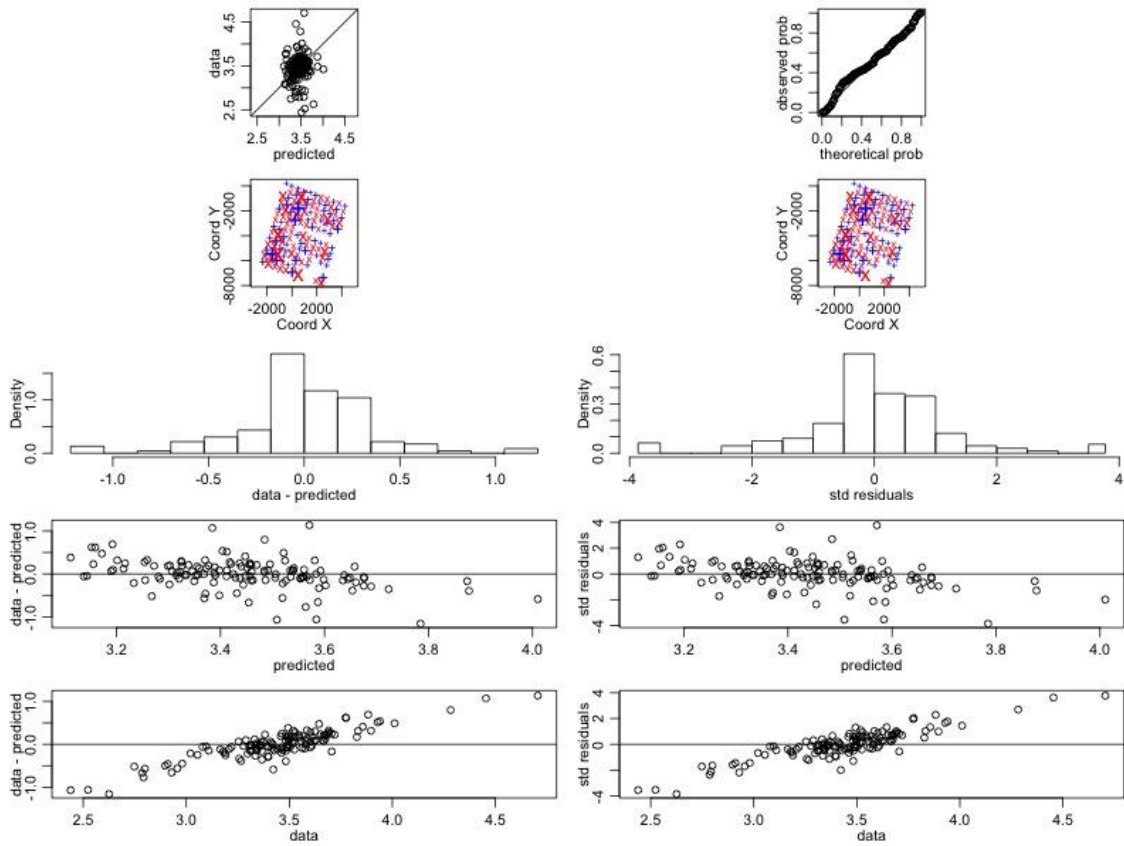 4.5
3.5
2.5
data
2.5 3.5 4.5
predicted
0.8
0.4
0.0
observed prob
0.0 0.4 0.8
theoretical prob
-2000
-8000
Coord Y
-2000 2000
Coord X
-2000
-8000
Coord Y
-2000 2000
Coord X
1.0
0.0
Density
-1.0 -0.5 0.0 0.5 1.0
data - predicted
0.6
0.3
0.0
Density
-4 -2 0 2 4
std residuals
1.0
0.0
-1.0
data - predicted
3.2 3.4 3.6 3.8 4.0
predicted
4
2
0
-4
std residuals
3.2 3.4 3.6 3.8 4.0
predicted
1.0
0.0
-1.0
data - predicted
2.5 3.0 3.5 4.0 4.5
data
4
2
0
-4
std residuals
2.5 3.0 3.5 4.0 4.5
data